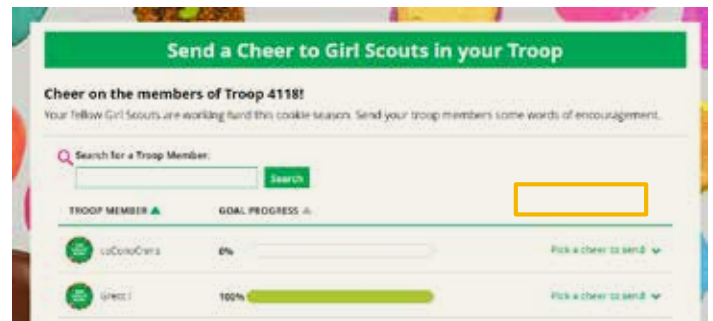 Send a Cheer to Girl Scouts in your Troop
Cheer on the members of Troop 4118!
Your fellow Girl Scouts are working hard this cookie season. Send your troop members some words of encouragement.
Search for a Troop Member:
Search
TROOP MEMBER GOAL PROGRESS
0% Pick a cheer to send
100% Pick a cheer to send